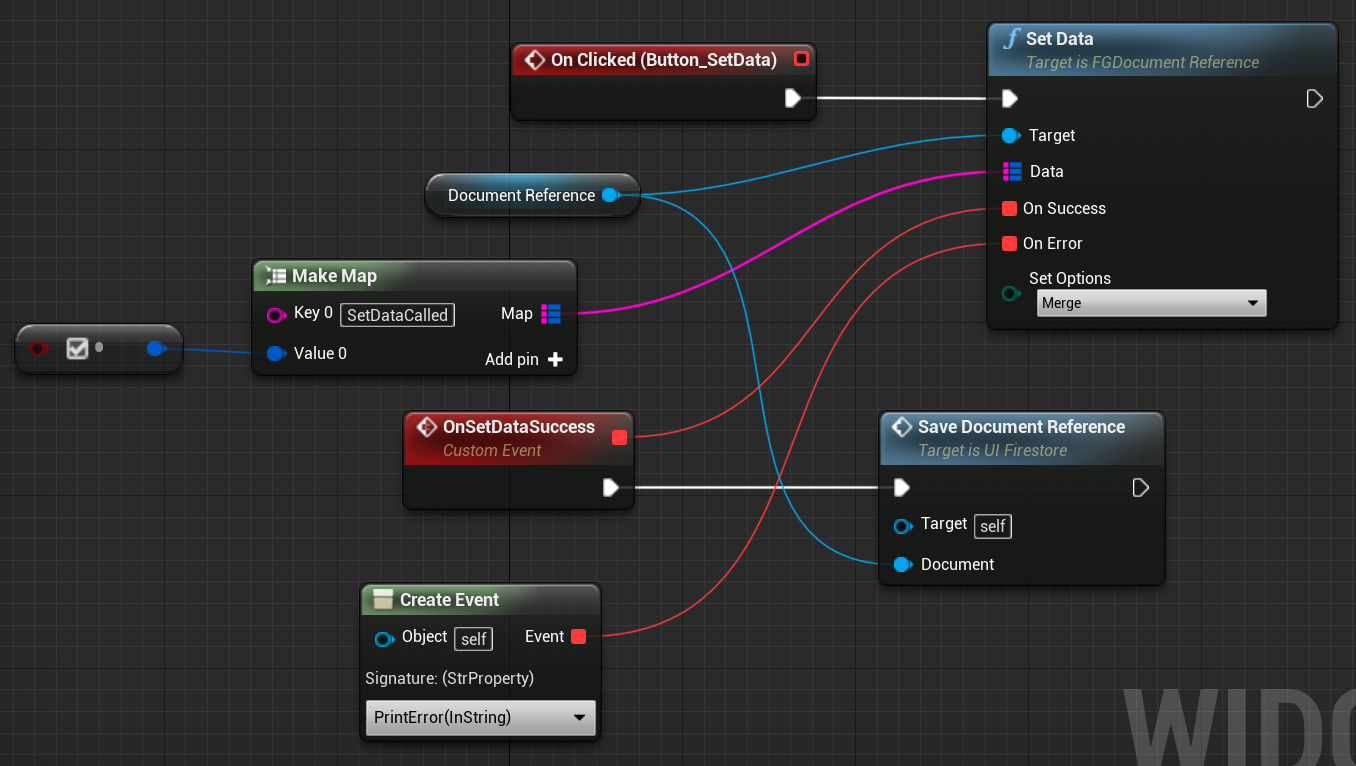 On Clicked (Button_SetData)
Set Data
Target is FGDocument Reference
Target
Data
On Success
On Error
Set Options
Merge
Document Reference
Make Map
Key 0 SetDataCalled Map
Value 0
Add pin
OnSetDataSuccess
Custom Event
Save Document Reference
Target is UI Firestore
Target self
Document
Create Event
Object self Event
Signature: (StrProperty)
PrintError(InString)